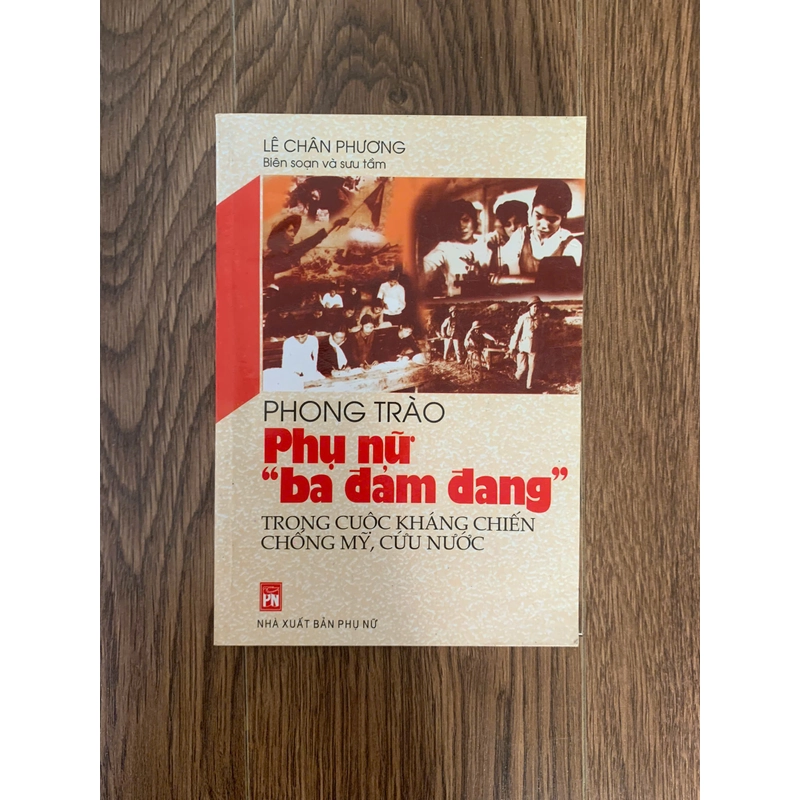 LÊ CHÂN PHƯƠNG
Biên soạn và sưu tầm
PHONG TRÀO
Phụ nữ
“ba đảm đang”
TRONG CUỘC KHÁNG CHIẾN
CHỐNG MỸ, CỨU NƯỚC
PN
NHÀ XUẤT BẢN PHỤ NỮ